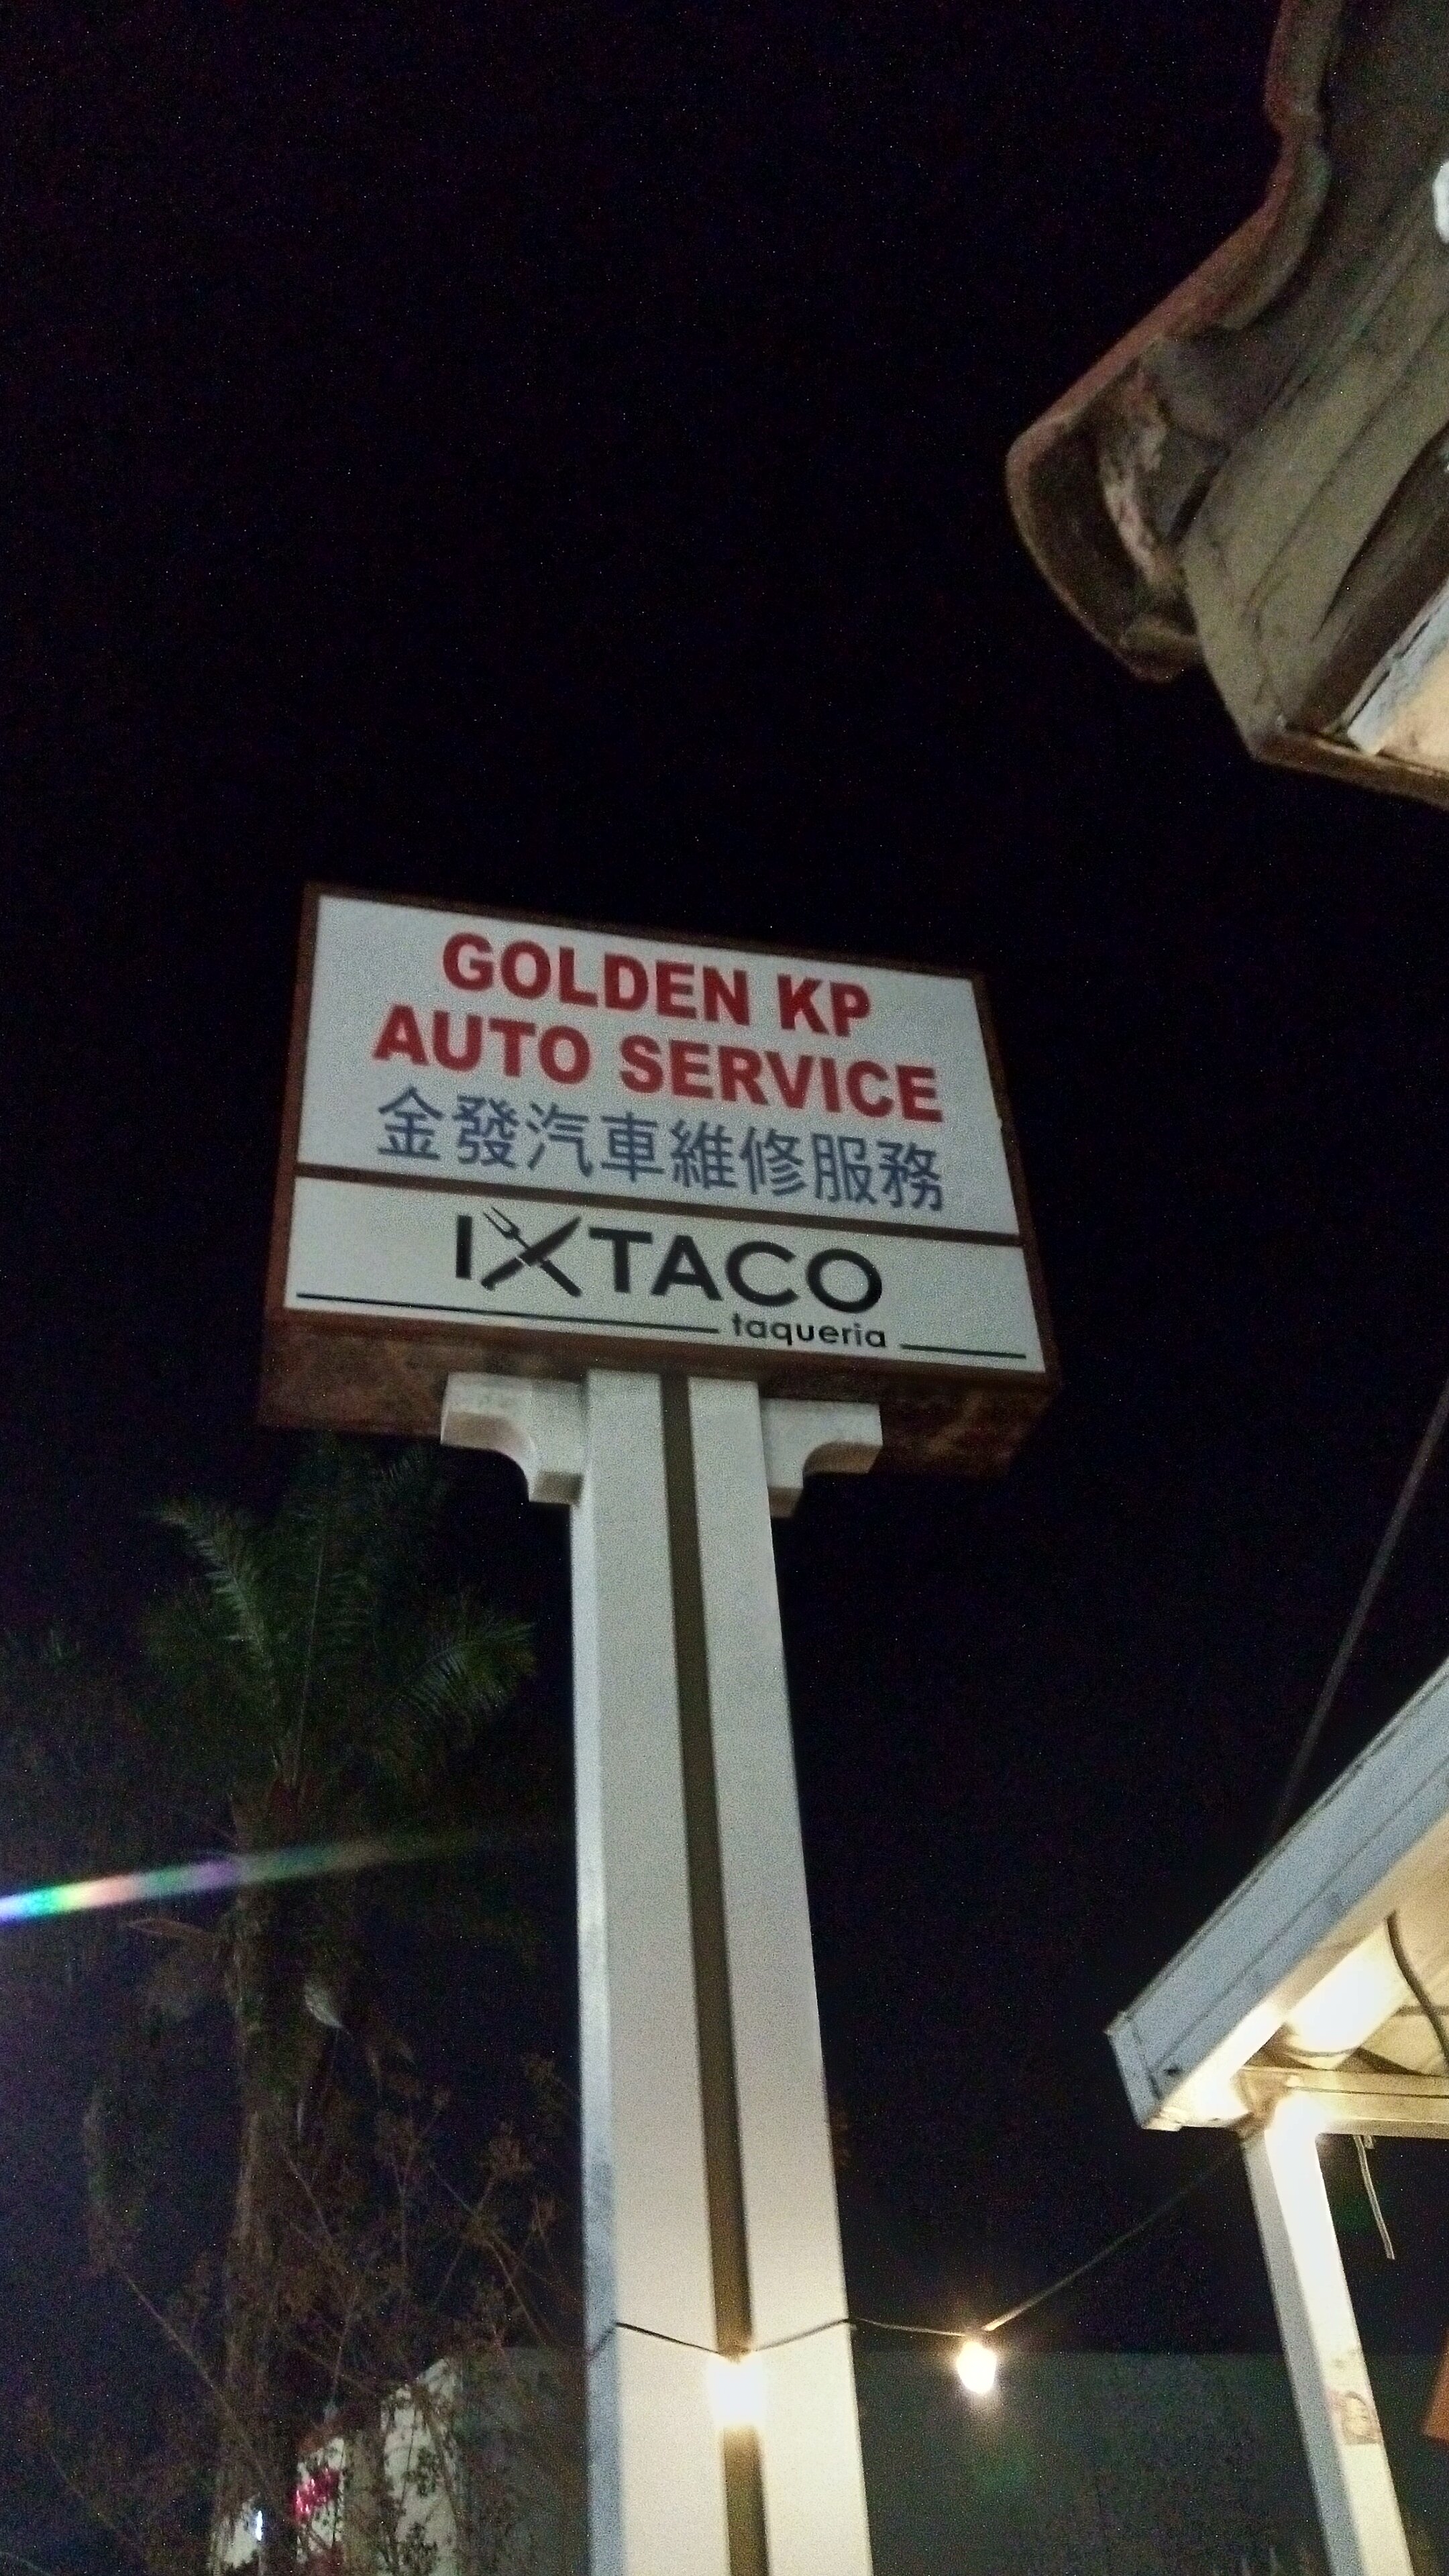 GOLDEN KP
AUTO SERVICE
金發汽車維修服務
IXTACO
taqueria